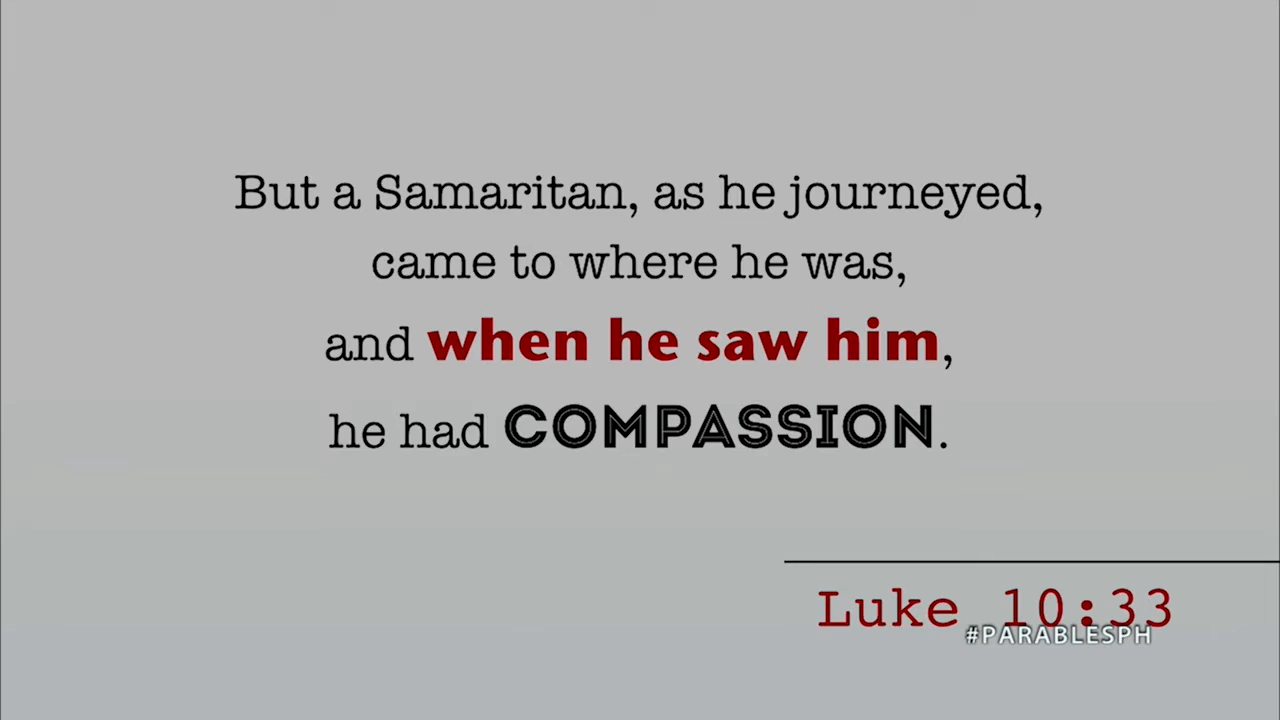 But a Samaritan, as he journeyed,
came to where he was,
and when he saw him,
he had COMPASSION.
Luke 10:33
#PARABLESPH